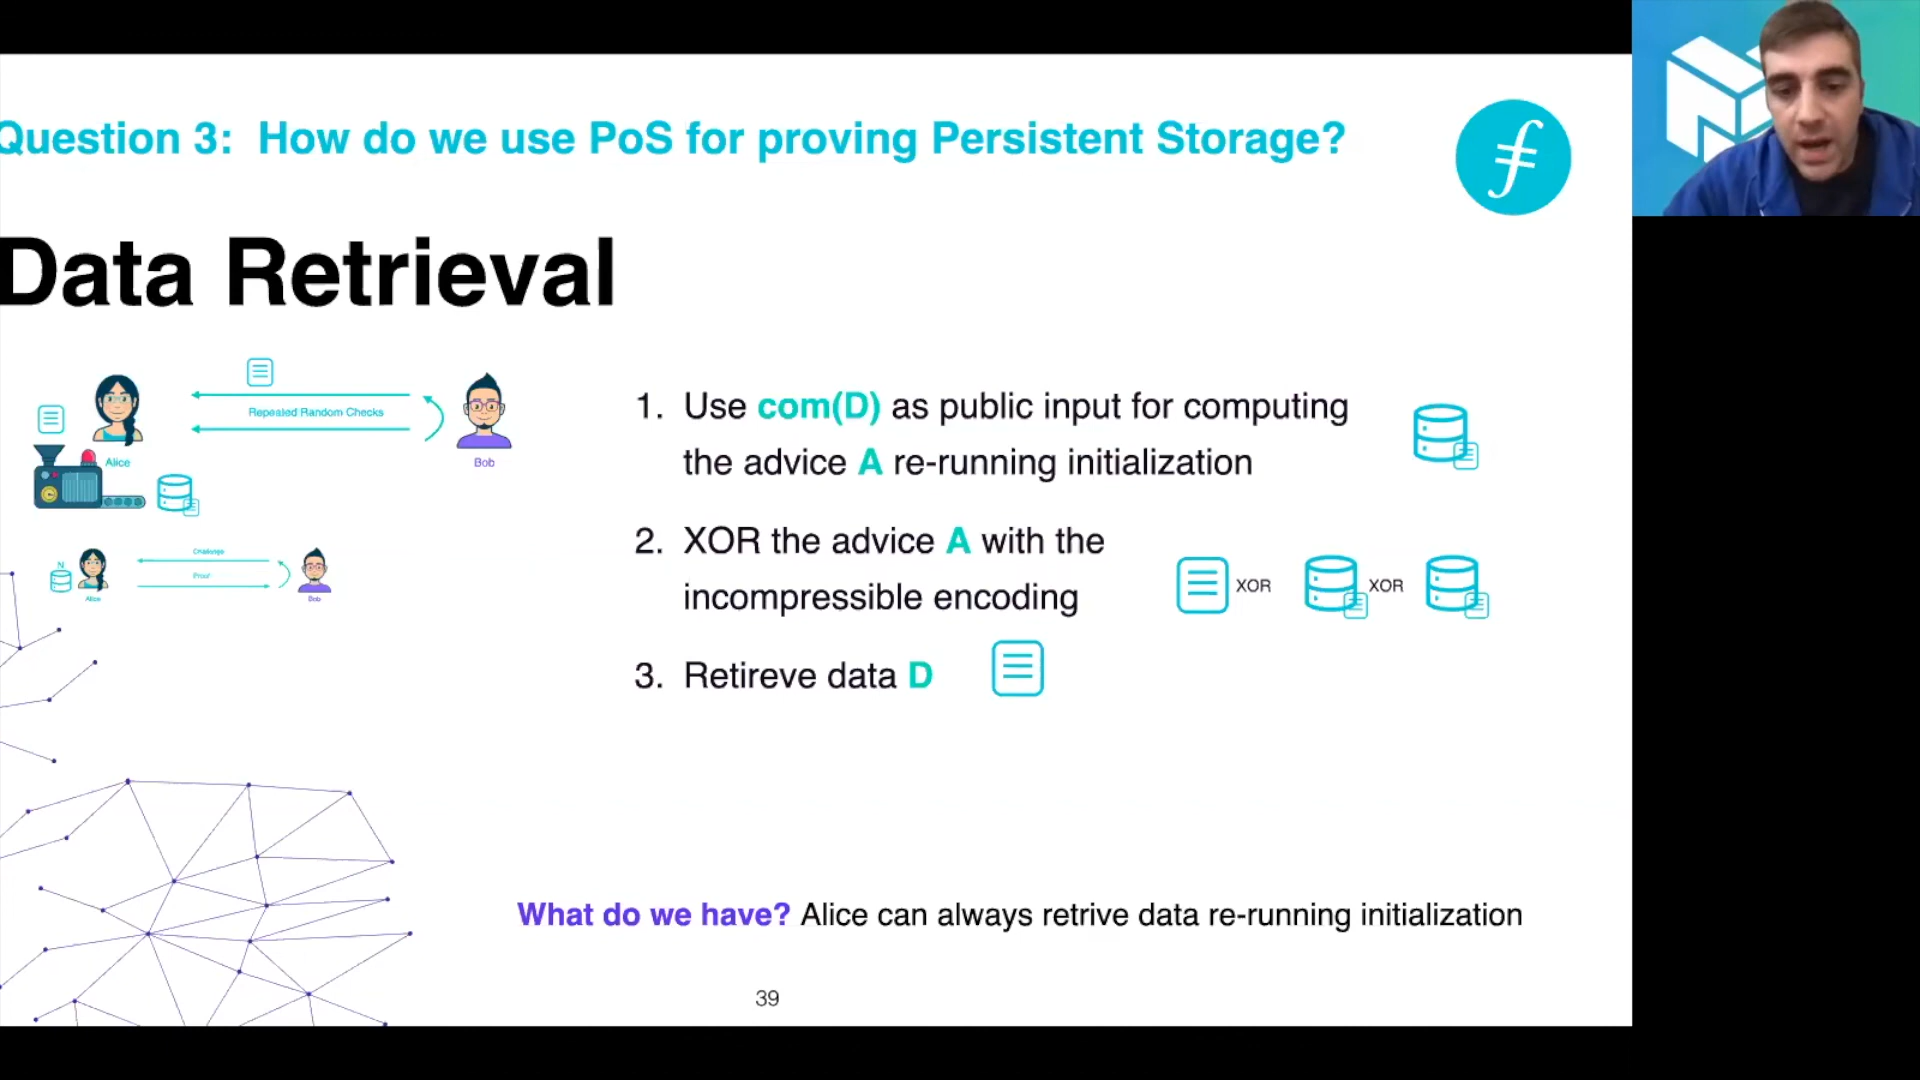 Question 3: How do we use PoS for proving Persistent Storage?
Data Retrieval
Repeated Random Checks
Alice
Bob
N
Challenge
Proof
Alice
Bob
1. Use com(D) as public input for computing
the advice A re-running initialization
2. XOR the advice A with the
incompressible encoding
XOR
XOR
3. Retireve data D
What do we have? Alice can always retrive data re-running initialization
39